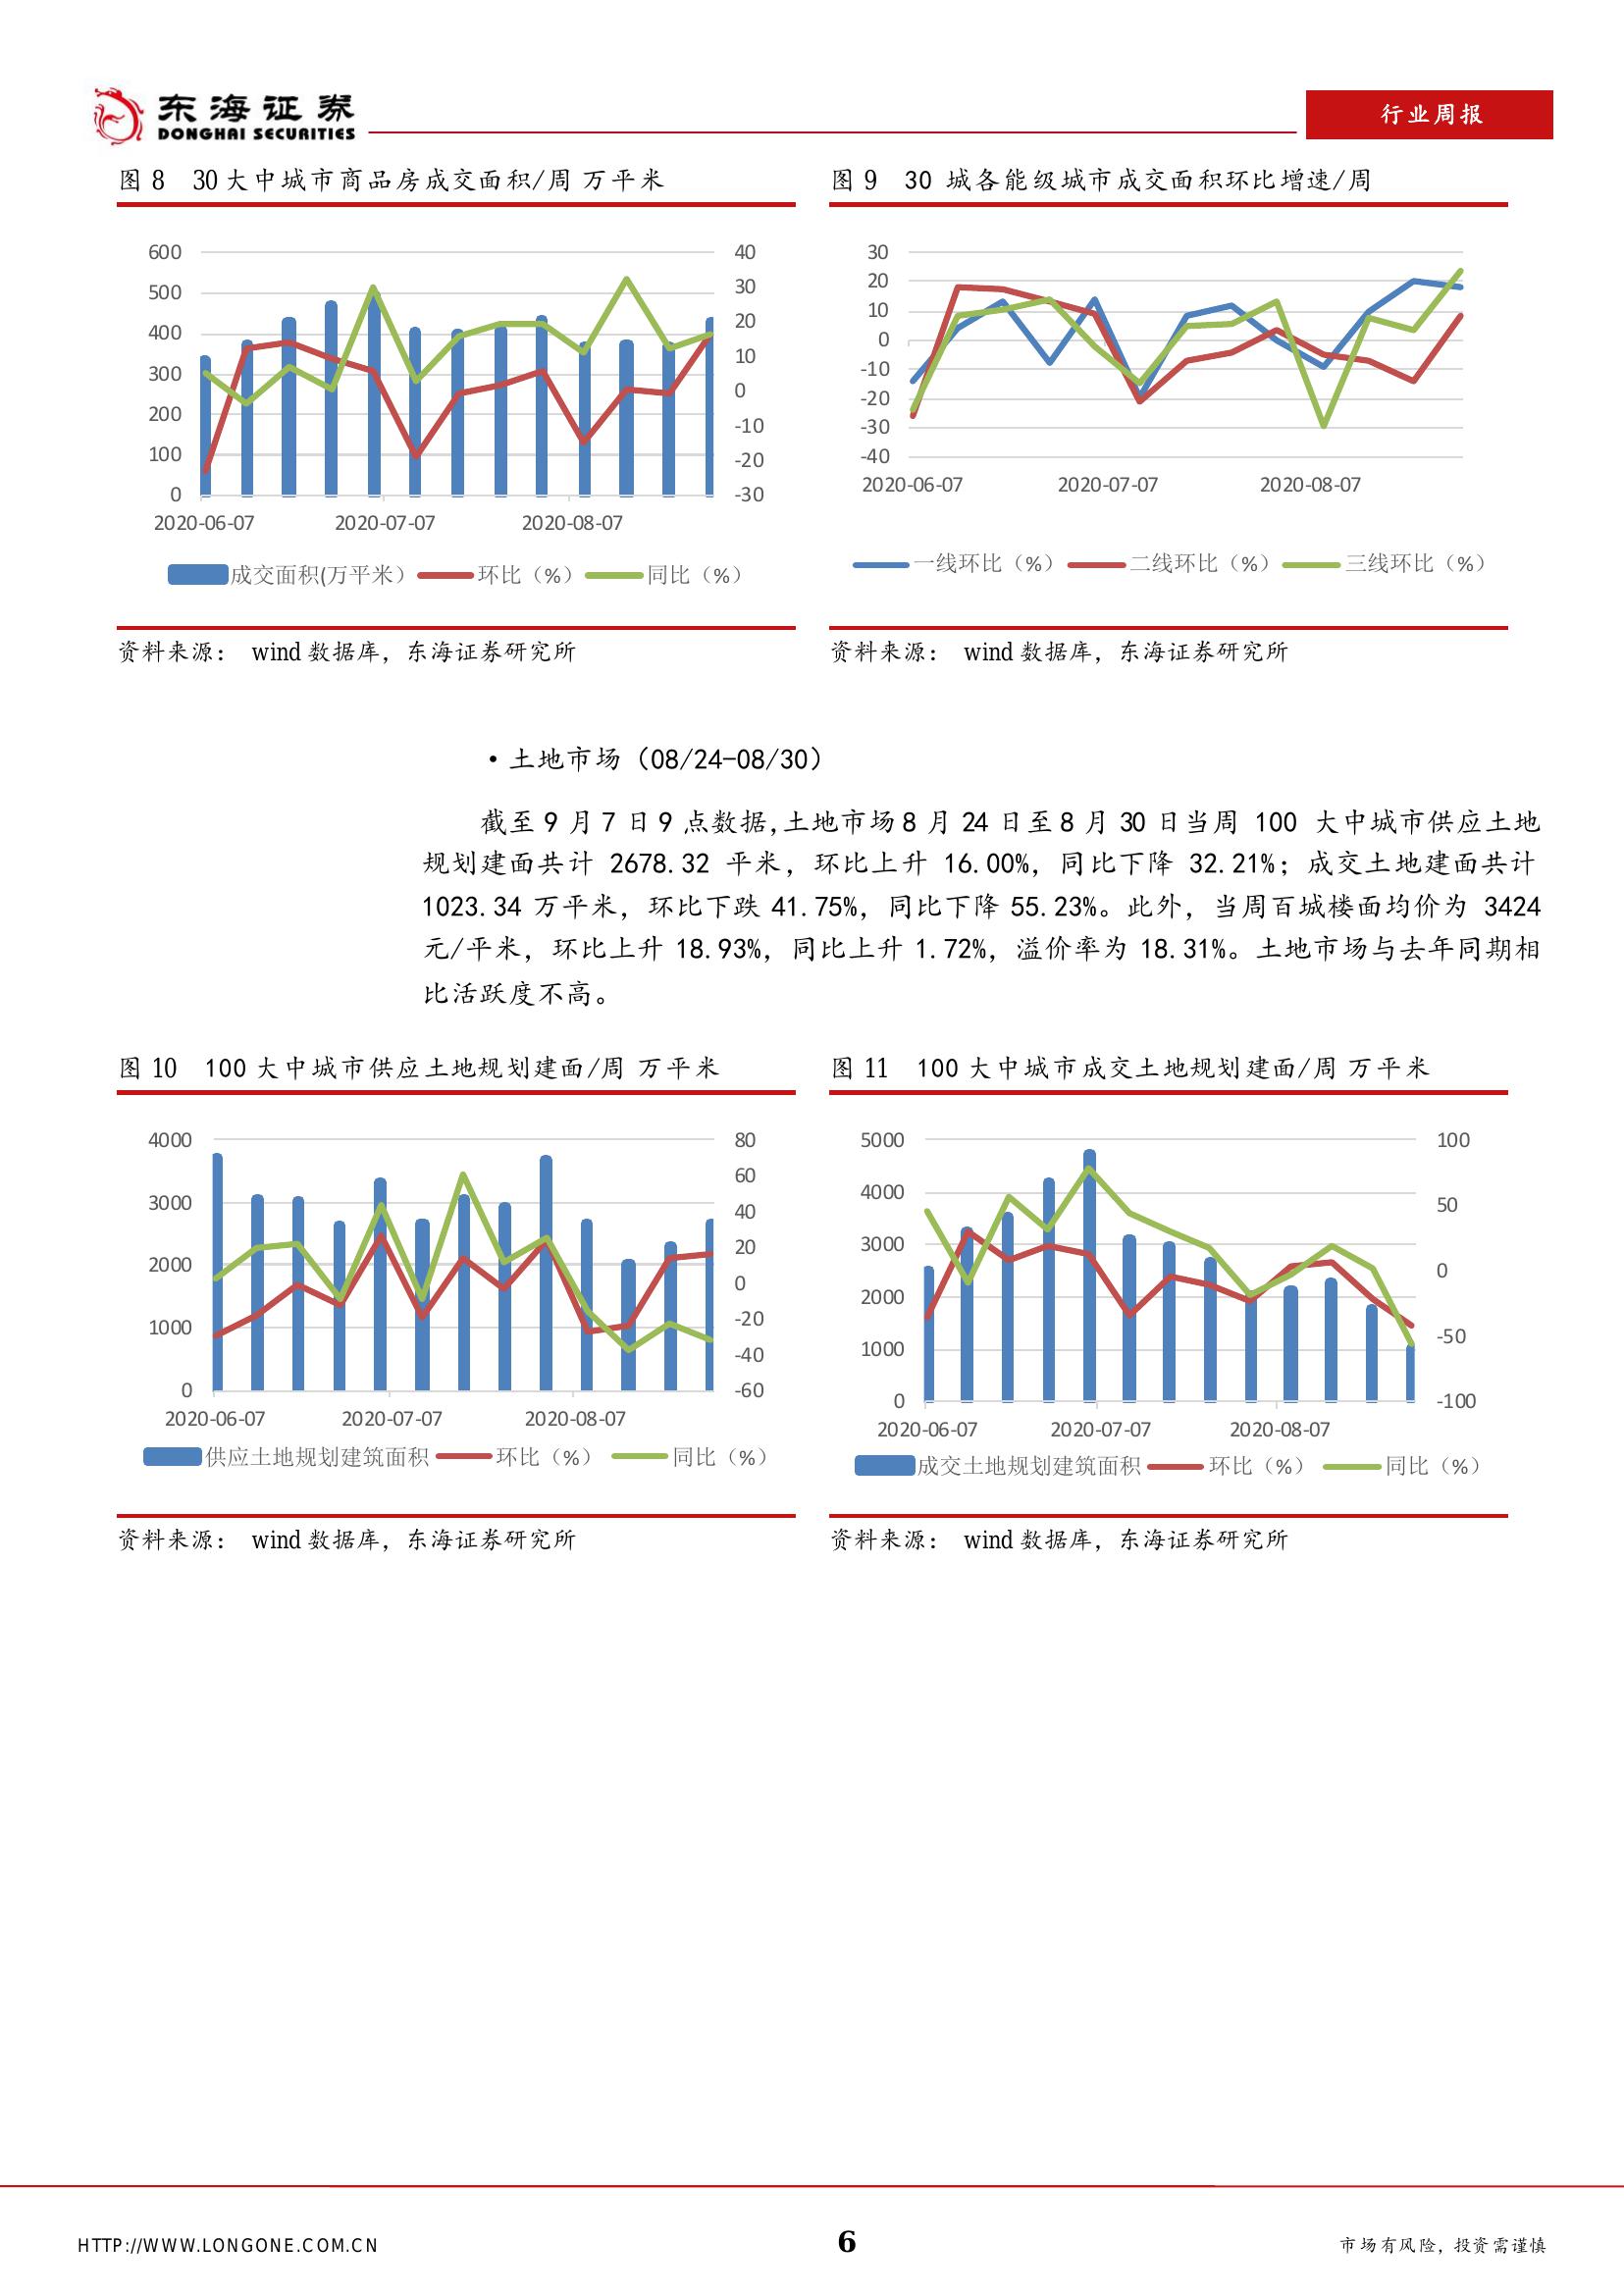 东海证券
DONGHAI SECURITIES
行业周报
图 8 30 大中城市商品房成交面积/周 万平米
图 9 30 城各能级城市成交面积环比增速/周
600
500
400
300
200
100
0
40
30
20
10
0
-10
-20
-30
2020-06-07 2020-07-07 2020-08-07
成交面积(万平米) 环比（%） 同比（%）
30
20
10
0
-10
-20
-30
-40
2020-06-07 2020-07-07 2020-08-07
一线环比（%） 二线环比（%） 三线环比（%）
资料来源： wind 数据库，东海证券研究所
资料来源： wind 数据库，东海证券研究所
·土地市场（08/24-08/30）
截至 9 月 7 日 9 点数据,土地市场 8 月 24 日至 8 月 30 日当周 100 大中城市供应土地
规划建面共计 2678.32 平米，环比上升 16.00%，同比下降 32.21%；成交土地建面共计
1023.34 万平米，环比下跌 41.75%，同比下降 55.23%。此外，当周百城楼面均价为 3424
元/平米，环比上升 18.93%，同比上升 1.72%，溢价率为 18.31%。土地市场与去年同期相
比活跃度不高。
图 10 100 大中城市供应土地规划建面/周 万平米
图 11 100 大中城市成交土地规划建面/周 万平米
4000
3000
2000
1000
0
80
60
40
20
0
-20
-40
-60
2020-06-07 2020-07-07 2020-08-07
供应土地规划建筑面积 环比（%） 同比（%）
5000
4000
3000
2000
1000
0
100
50
0
-50
-100
2020-06-07 2020-07-07 2020-08-07
成交土地规划建筑面积 环比（%） 同比（%）
资料来源： wind 数据库，东海证券研究所
资料来源： wind 数据库，东海证券研究所
HTTP://WWW.LONGONE.COM.CN
6
市场有风险，投资需谨慎